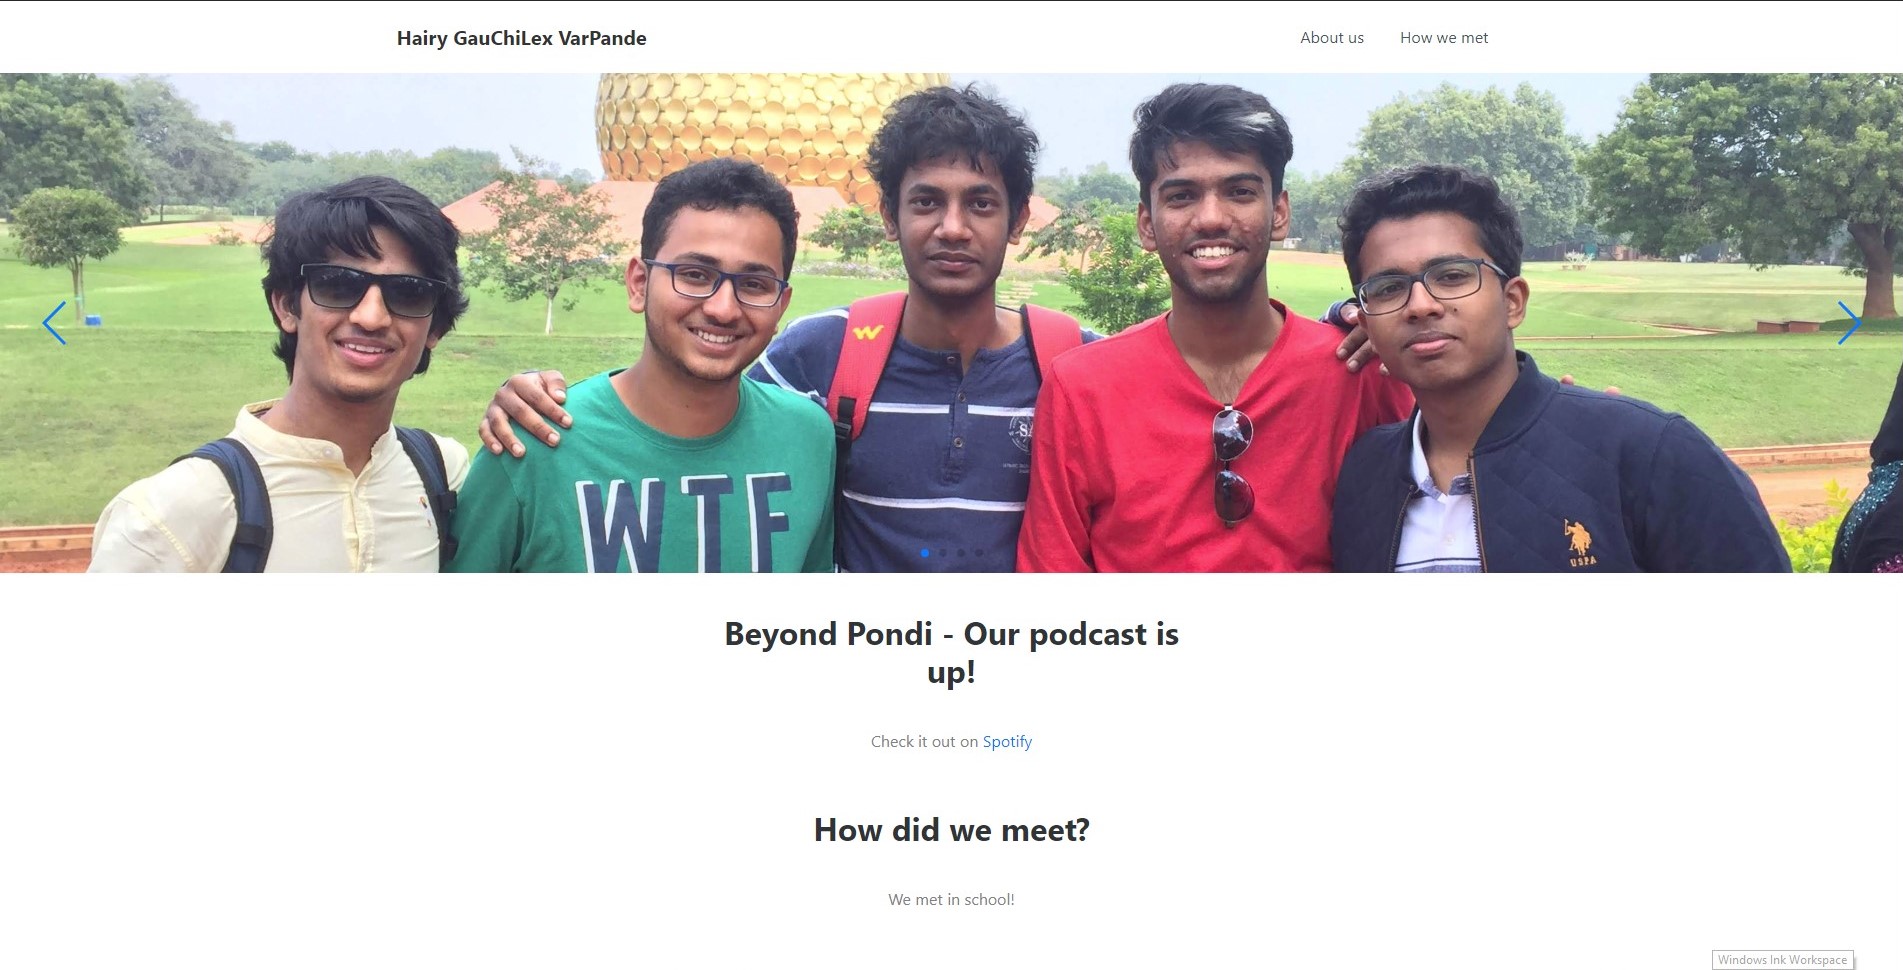 Hairy GauChiLex VarPande
About us
How we met
WTF
USPA
Beyond Pondi - Our podcast is
up!
Check it out on Spotify
How did we meet?
We met in school!
Windows Ink Workspace